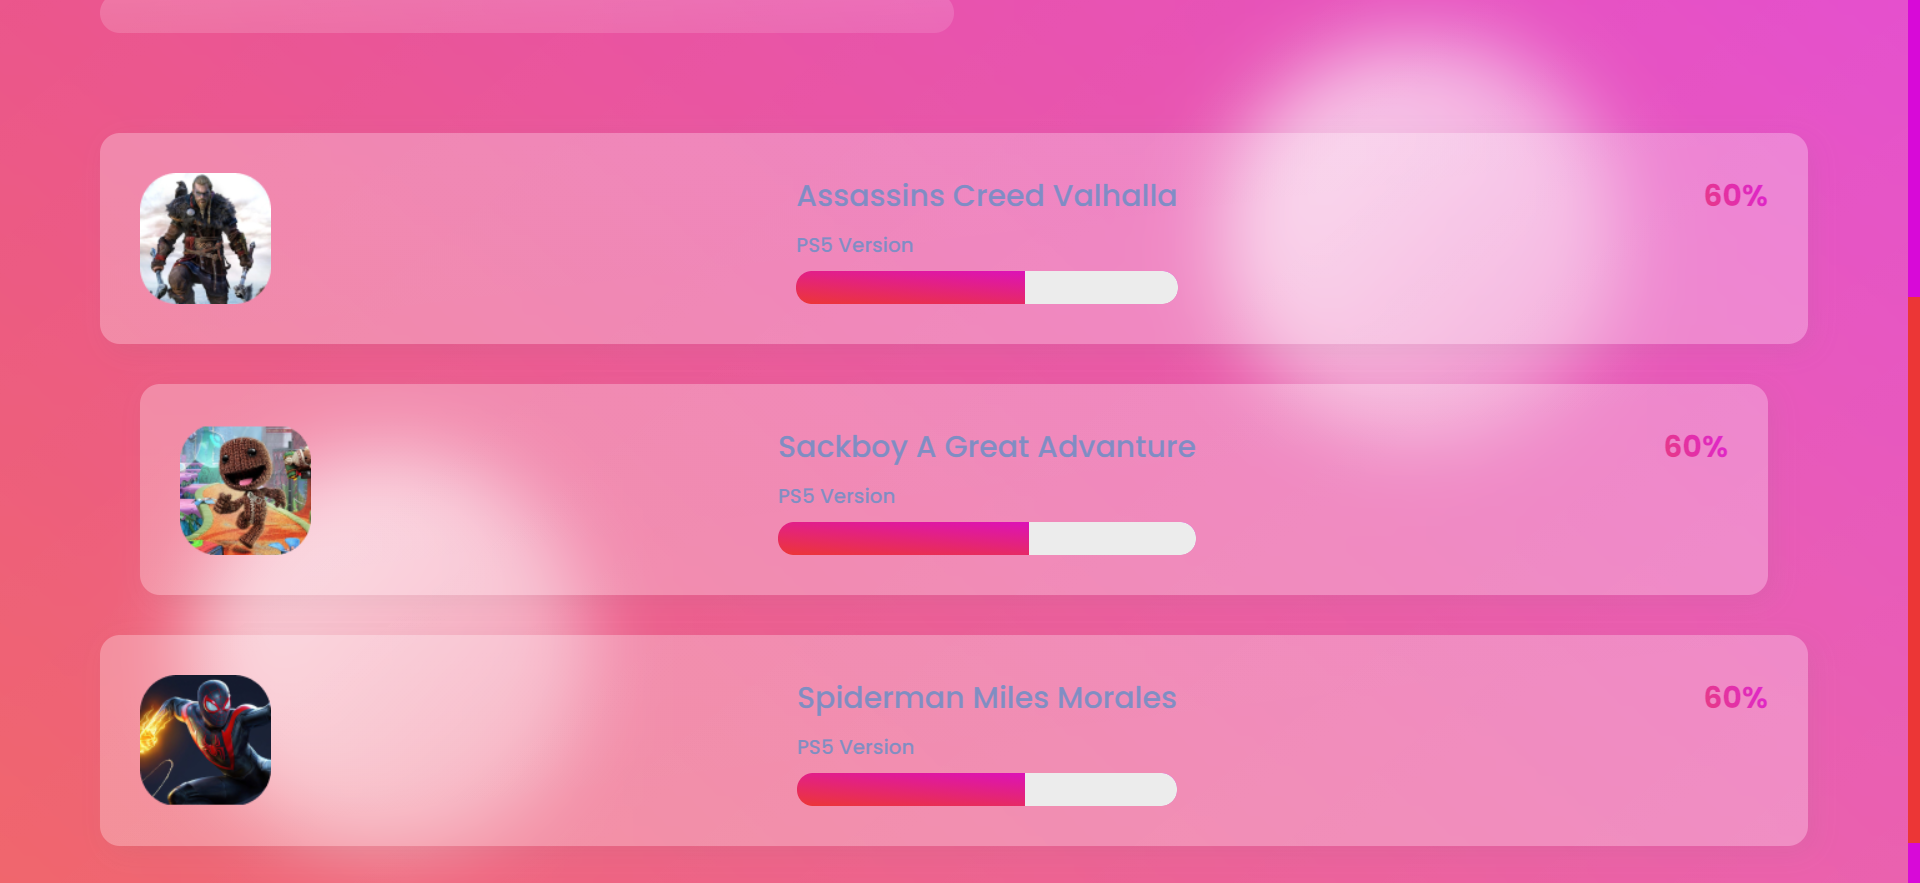 Assassins Creed Valhalla
60%
PS5 Version
Sackboy A Great Advanture
60%
PS5 Version
Spiderman Miles Morales
60%
PS5 Version